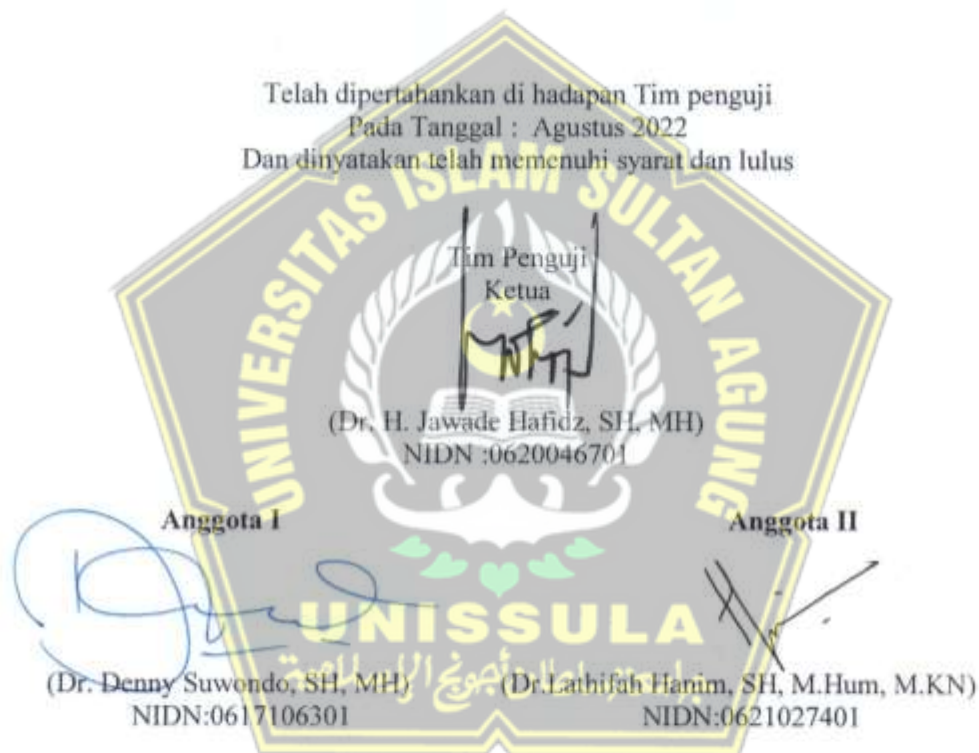 Telah dipertahankan di hadapan Tim penguji
Pada Tanggal : Agustus 2022
Dan dinyatakan telah memenuhi syarat dan lulus
UNIVERSITAS ISLAM SULTAN AGUNG
Tim Penguji
Ketua
(Dr. H. Jawade Hafidz, SH, MH)
NIDN :0620046701
Anggota I
Anggota II
UNISSULA
(Dr. Denny Suwondo, SH, MH)
(Dr.Lathifah Hanim, SH, M.Hum, M.KN)
NIDN:0617106301
NIDN:0621027401